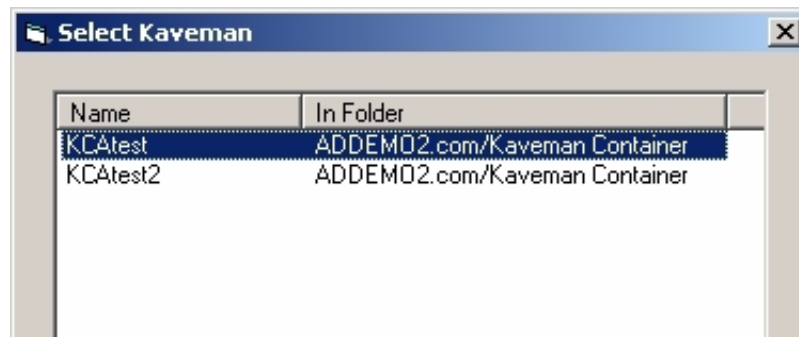 Select Kaveman
Name In Folder
KCAtest ADDEMO2.com/Kaveman Container
KCAtest2 ADDEMO2.com/Kaveman Container